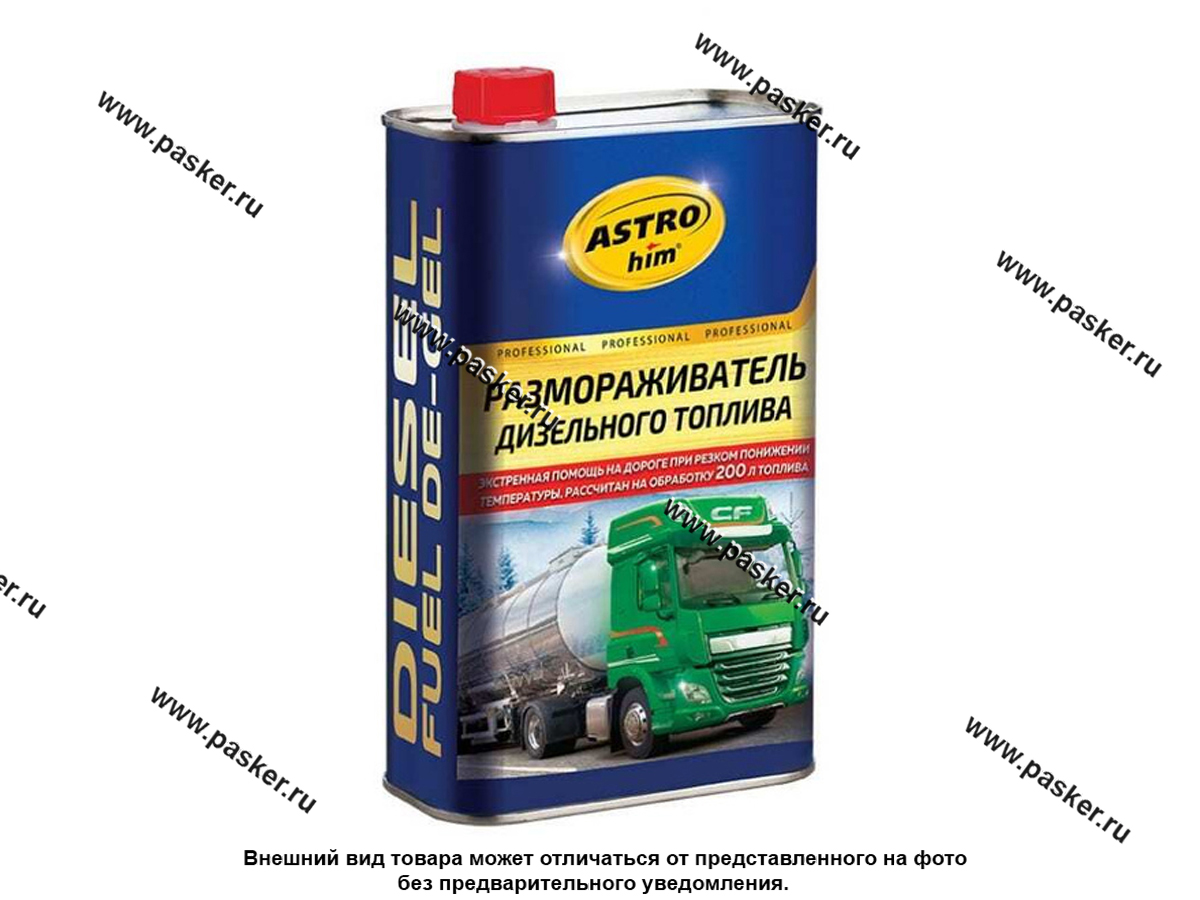 www.pasker.ru
www.pasker.ru
www.pasker.ru
www.pasker.ru
www.pasker.ru
er.ru
www.pasker.ru
www.pasker.ru
ASTRO
him®
DIESEL
FUEL DE-GEL
PROFESSIONAL PROFESSIONAL PROFESSIONAL
РАЗМОРАЖИВАТЕЛЬ
ДИЗЕЛЬНОГО ТОПЛИВА
ЭКСТРЕННАЯ ПОМОЩЬ НА ДОРОГЕ ПРИ РЕЗКОМ ПОНИЖЕНИИ
ТЕМПЕРАТУРЫ. РАССЧИТАН НА ОБРАБОТКУ 200 Л ТОПЛИВА
CF
Внешний вид товара может отличаться от представленного на фото
без предварительного уведомления.